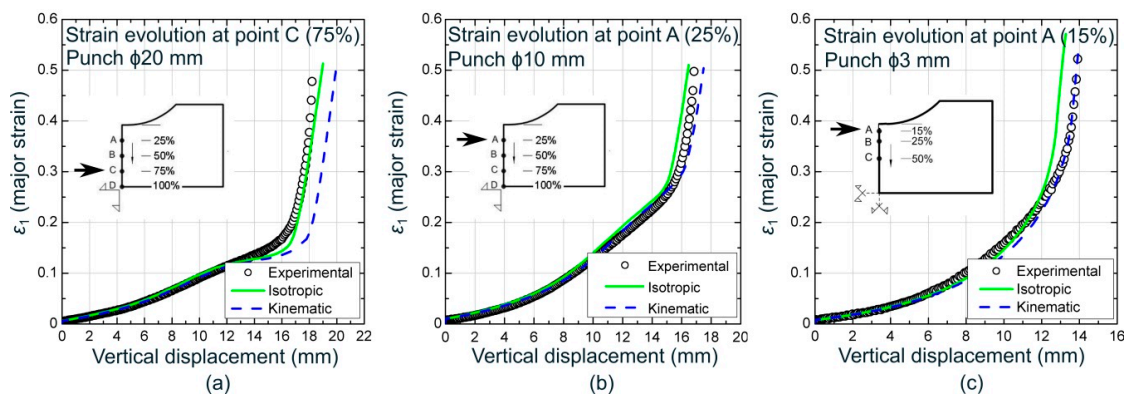 Strain evolution at point C (75%)
Punch ϕ20 mm
0.6
0.5
0.4
0.3
0.2
0.1
0.0
ε1 (major strain)
A
B
C
D
25%
50%
75%
100%
Experimental
Isotropic
Kinematic
0 2 4 6 8 10 12 14 16 18 20 22
Vertical displacement (mm)
(a)
Strain evolution at point A (25%)
Punch ϕ10 mm
0.6
0.5
0.4
0.3
0.2
0.1
0.0
ε1 (major strain)
A
B
C
D
25%
50%
75%
100%
Experimental
Isotropic
Kinematic
0 2 4 6 8 10 12 14 16 18 20
Vertical displacement (mm)
(b)
Strain evolution at point A (15%)
Punch ϕ3 mm
0.6
0.5
0.4
0.3
0.2
0.1
0.0
ε1 (major strain)
A
B
C
15%
25%
50%
Experimental
Isotropic
Kinematic
0 2 4 6 8 10 12 14 16
Vertical displacement (mm)
(c)